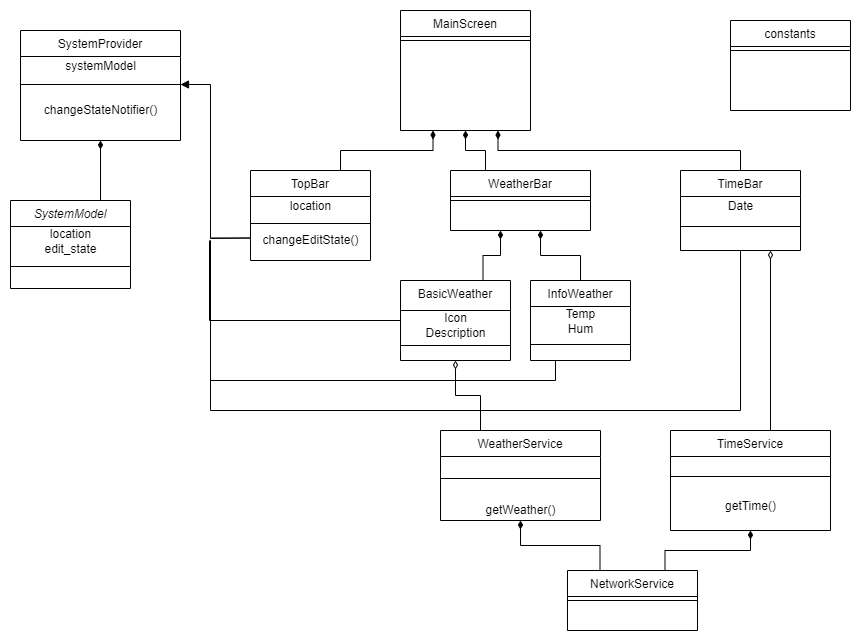 SystemProvider
systemModel
changeStateNotifier()
MainScreen
constants
SystemModel
location
edit_state
TopBar
location
changeEditState()
WeatherBar
TimeBar
Date
BasicWeather
Icon
Description
InfoWeather
Temp
Hum
WeatherService
getWeather()
TimeService
getTime()
NetworkService